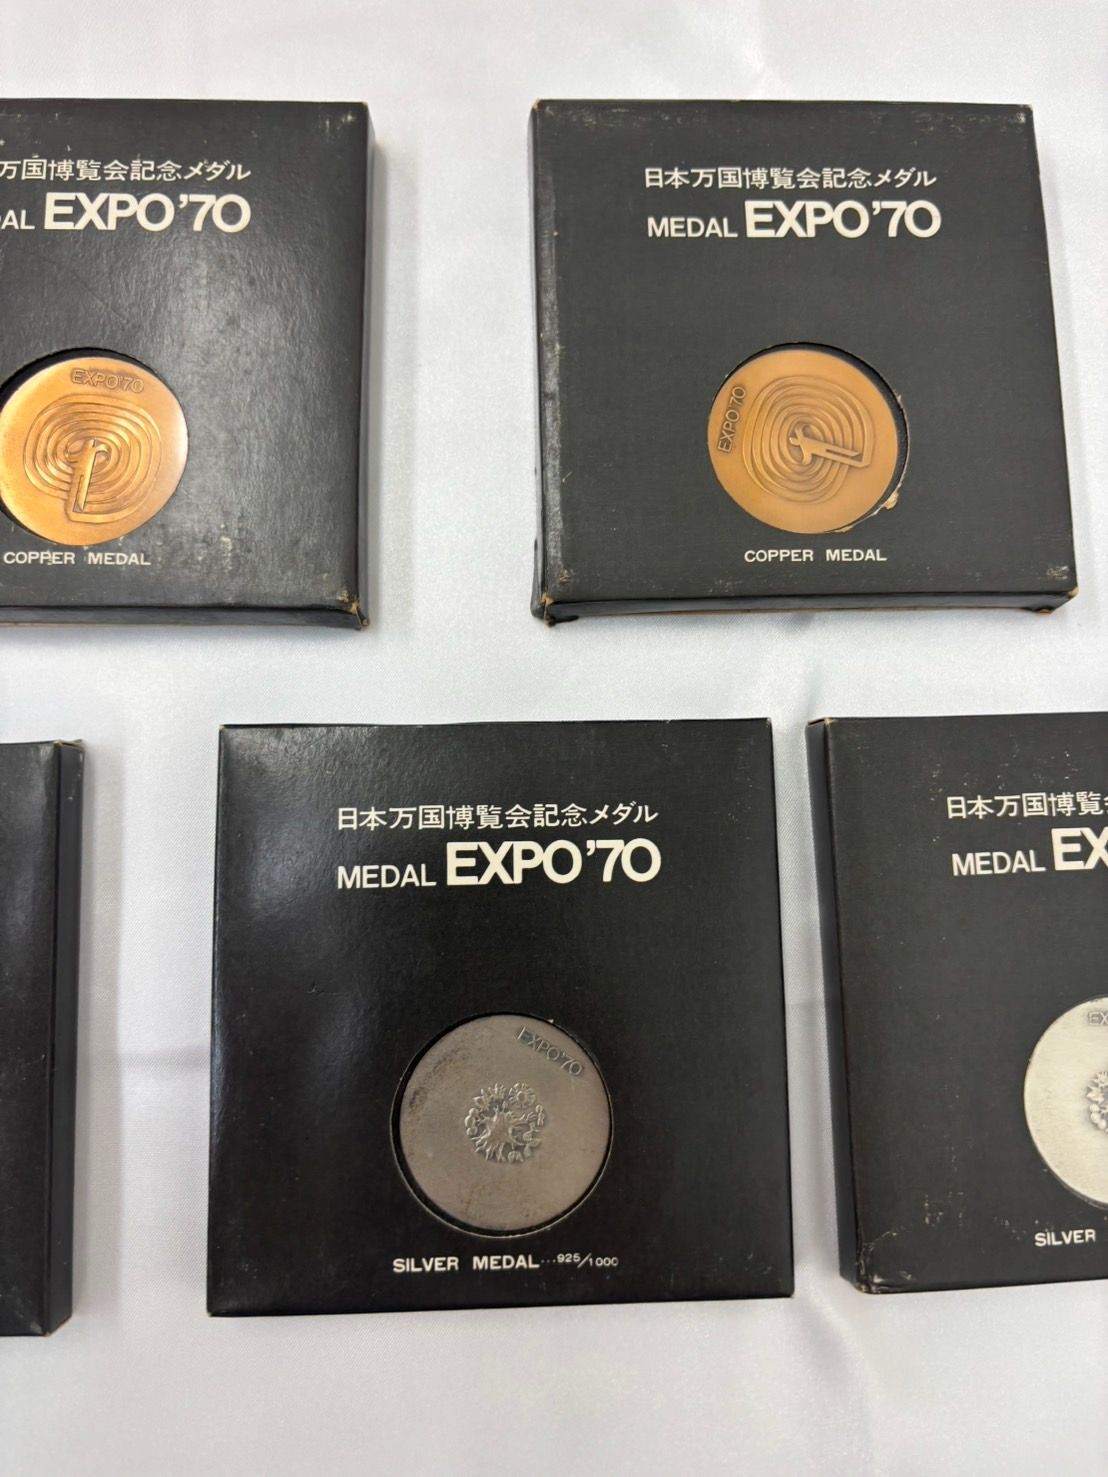 万国博覧会記念メダル
AL EXPO'70
EXPO'70
COPPER MEDAL
日本万国博覧会記念メダル
MEDAL EXPO'70
EXPO'70
COPPER MEDAL
日本万国博覧会記念メダル
MEDAL EXPO'70
EXPO'70
SILVER MEDAL...925/1000
日本万国博覧
MEDAL EX
EX
SILVER